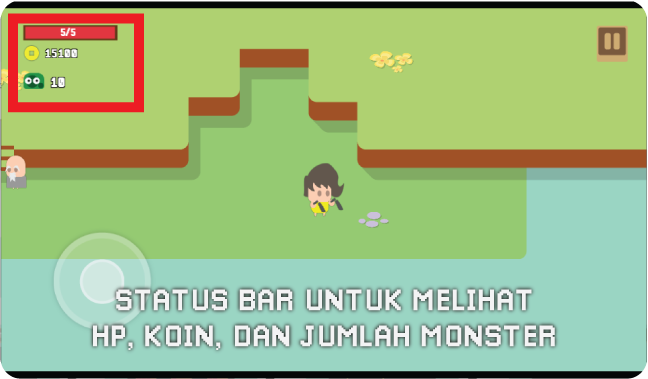 5/5
15100
10
STATUS BAR UNTUK MELIHAT
HP, KOIN, DAN JUMLAH MONSTER